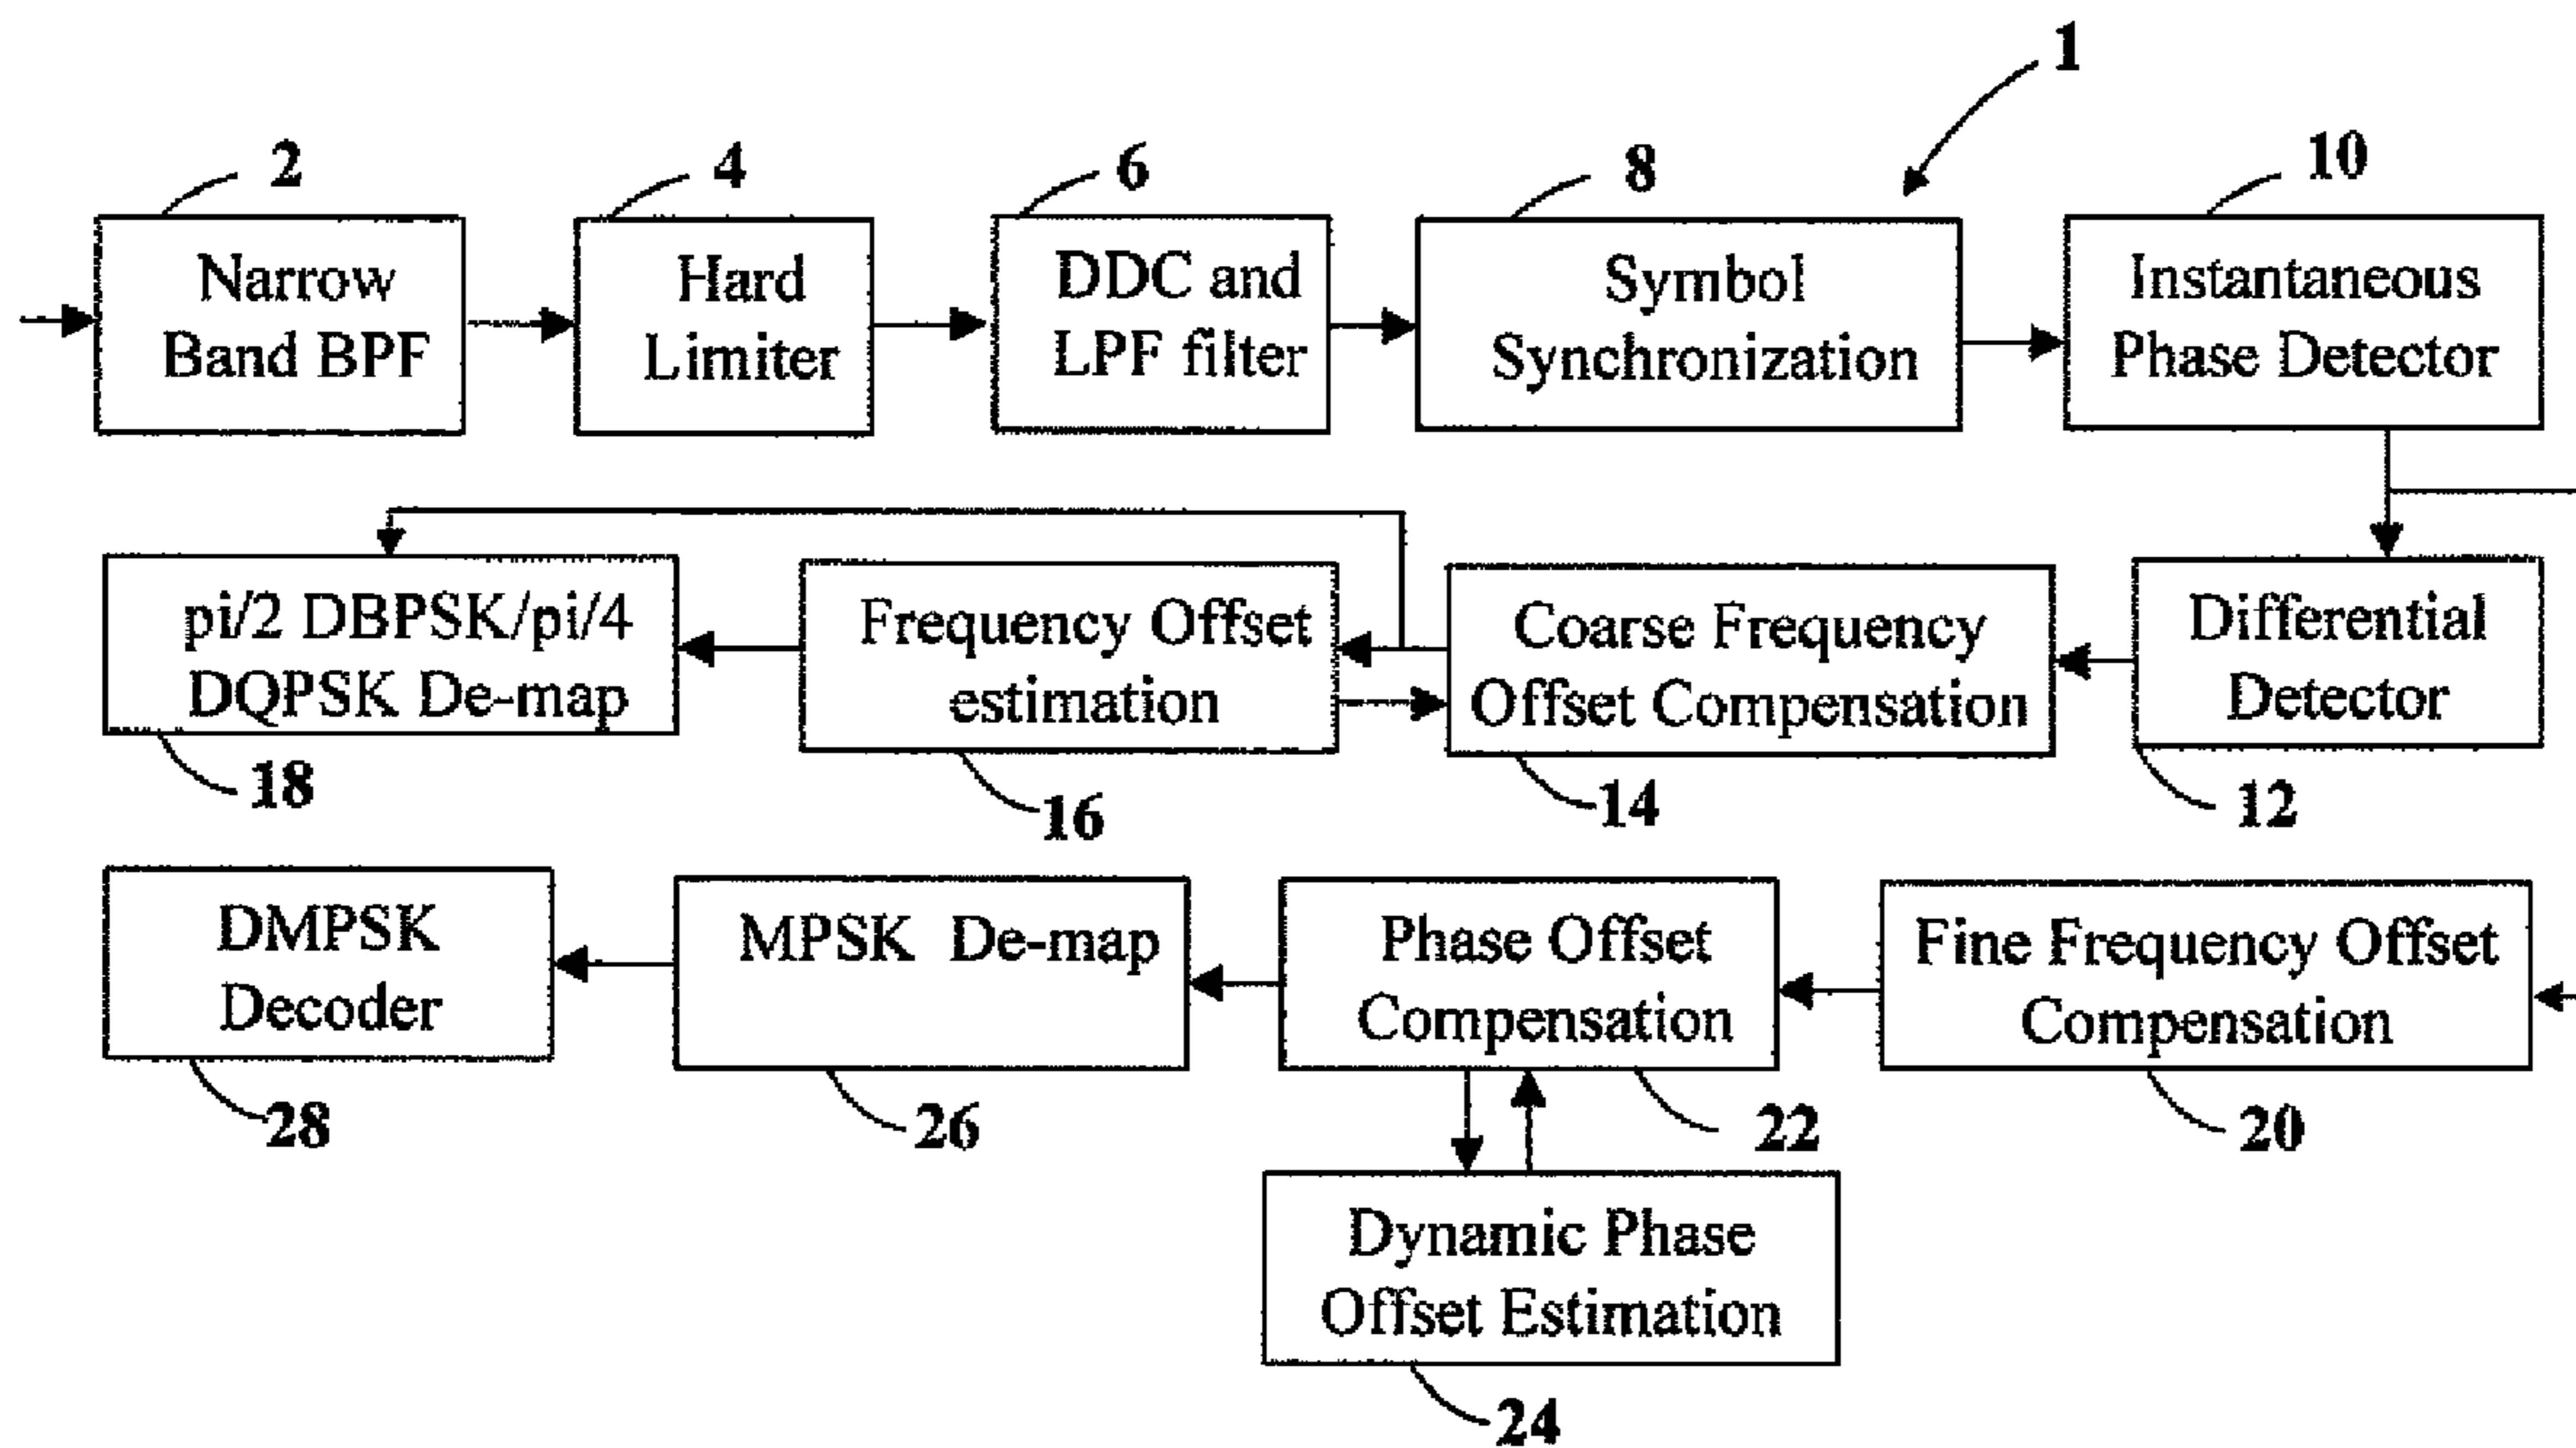 1
2
4
6
8
10
Narrow
Band BPF
Hard
Limiter
DDC and
LPF filter
Symbol
Synchronization
Instantaneous
Phase Detector
pi/2 DBPSK/pi/4
DQPSK De-map
Frequency Offset
estimation
Coarse Frequency
Offset Compensation
Differential
Detector
18
16
14
12
DMPSK
Decoder
MPSK De-map
Phase Offset
Compensation
Fine Frequency Offset
Compensation
28
26
22
20
Dynamic Phase
Offset Estimation
24